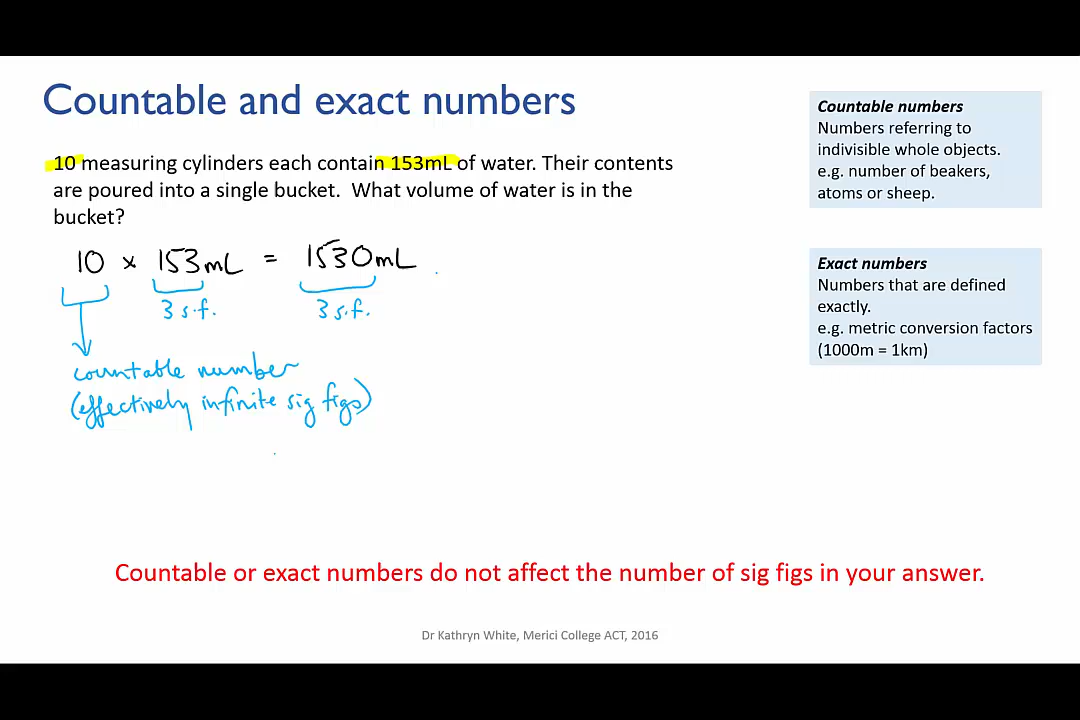 Countable and exact numbers
10 measuring cylinders each contain 153mL of water. Their contents
are poured into a single bucket.  What volume of water is in the
bucket?
10 × 153mL = 1530mL
3 s.f. 3 s.f.
countable number
(effectively infinite sig figs)
Countable numbers
Numbers referring to
indivisible whole objects.
e.g. number of beakers,
atoms or sheep.
Exact numbers
Numbers that are defined
exactly.
e.g. metric conversion factors
(1000m = 1km)
Countable or exact numbers do not affect the number of sig figs in your answer.
Dr Kathryn White, Merici College ACT, 2016